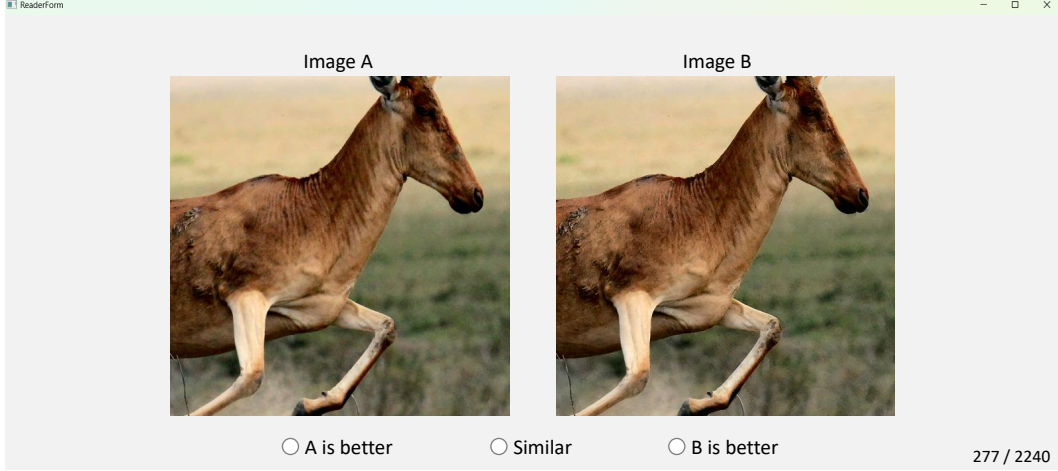 ReaderForm
Image A
Image B
A is better
Similar
B is better
277 / 2240